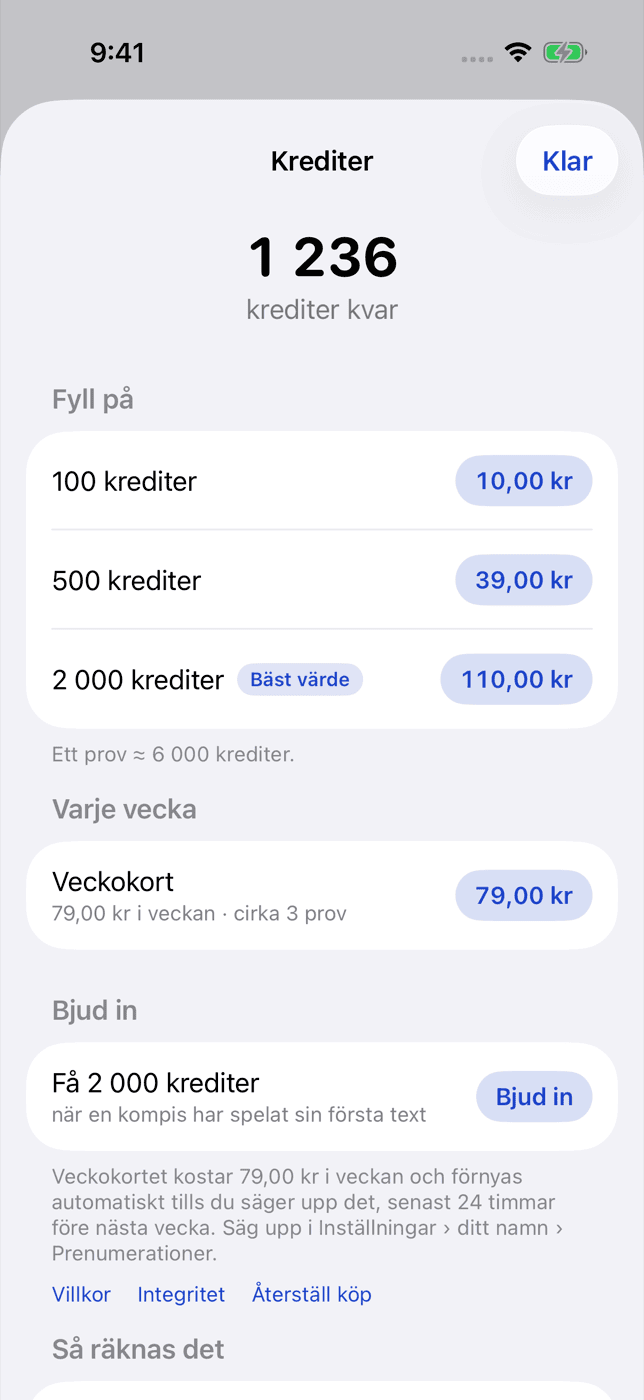 9:41
Krediter
Klar
1 236
krediter kvar
Fyll på
100 krediter
10,00 kr
500 krediter
39,00 kr
2 000 krediter
Bäst värde
110,00 kr
Ett prov ≈ 6 000 krediter.
Varje vecka
Veckokort
79,00 kr i veckan · cirka 3 prov
79,00 kr
Bjud in
Få 2 000 krediter
när en kompis har spelat sin första text
Bjud in
Veckokortet kostar 79,00 kr i veckan och förnyas
automatiskt tills du säger upp det, senast 24 timmar
före nästa vecka. Säg upp i Inställningar › ditt namn ›
Prenumerationer.
Villkor
Integritet
Återställ köp
Så räknas det